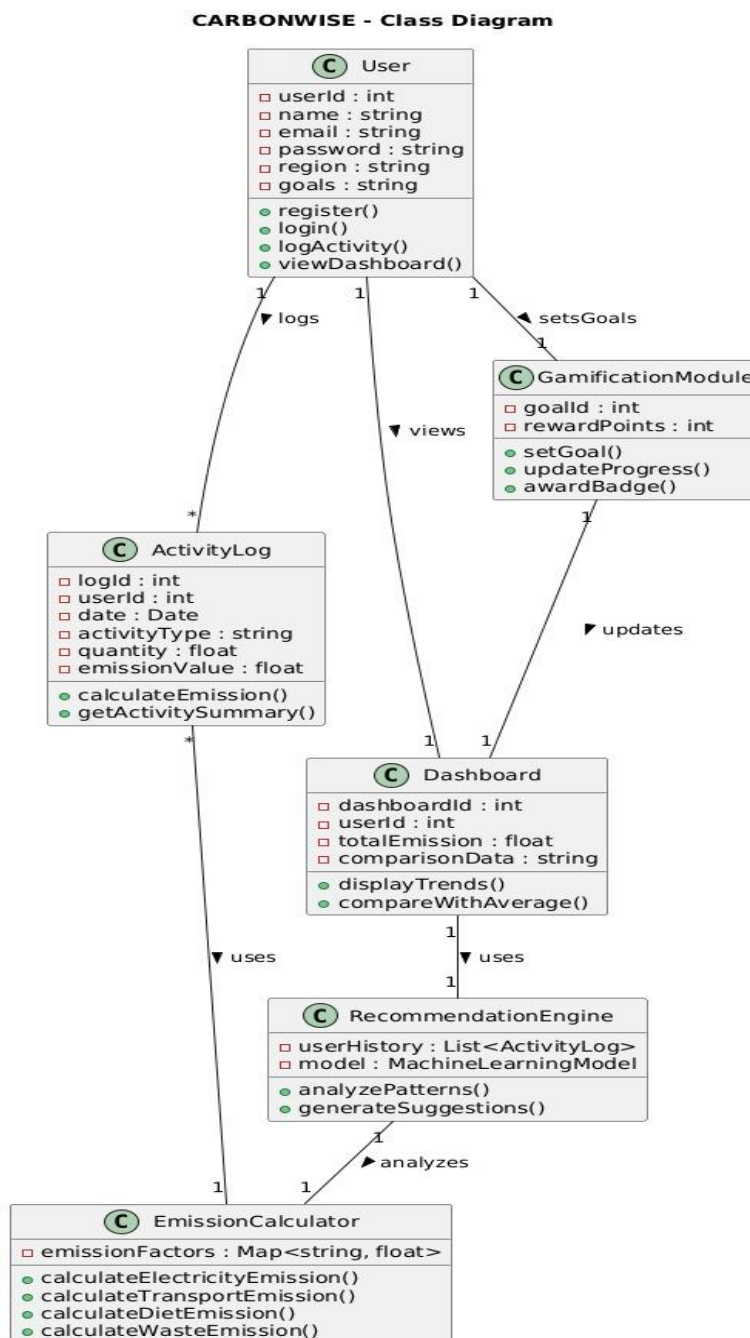 CARBONWISE - Class Diagram
C User
userId : int
name : string
email : string
password : string
region : string
goals : string
register()
login()
logActivity()
viewDashboard()
1 1 1
logs
setsGoals
1
C GamificationModule
goalId : int
rewardPoints : int
setGoal()
updateProgress()
awardBadge()
views
1
*
C ActivityLog
logId : int
userId : int
date : Date
activityType : string
quantity : float
emissionValue : float
calculateEmission()
getActivitySummary()
updates
*
1 1
C Dashboard
dashboardId : int
userId : int
totalEmission : float
comparisonData : string
displayTrends()
compareWithAverage()
1
uses
uses
1
C RecommendationEngine
userHistory : List<ActivityLog>
model : MachineLearningModel
analyzePatterns()
generateSuggestions()
1
analyzes
1 1
C EmissionCalculator
emissionFactors : Map<string, float>
calculateElectricityEmission()
calculateTransportEmission()
calculateDietEmission()
calculateWasteEmission()